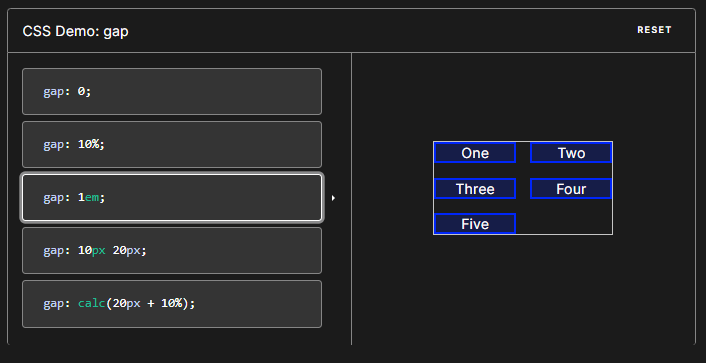 CSS Demo: gap
RESET
gap: 0;
gap: 10%;
gap: 1em;
gap: 10px 20px;
gap: calc(20px + 10%);
One Two
Three Four
Five